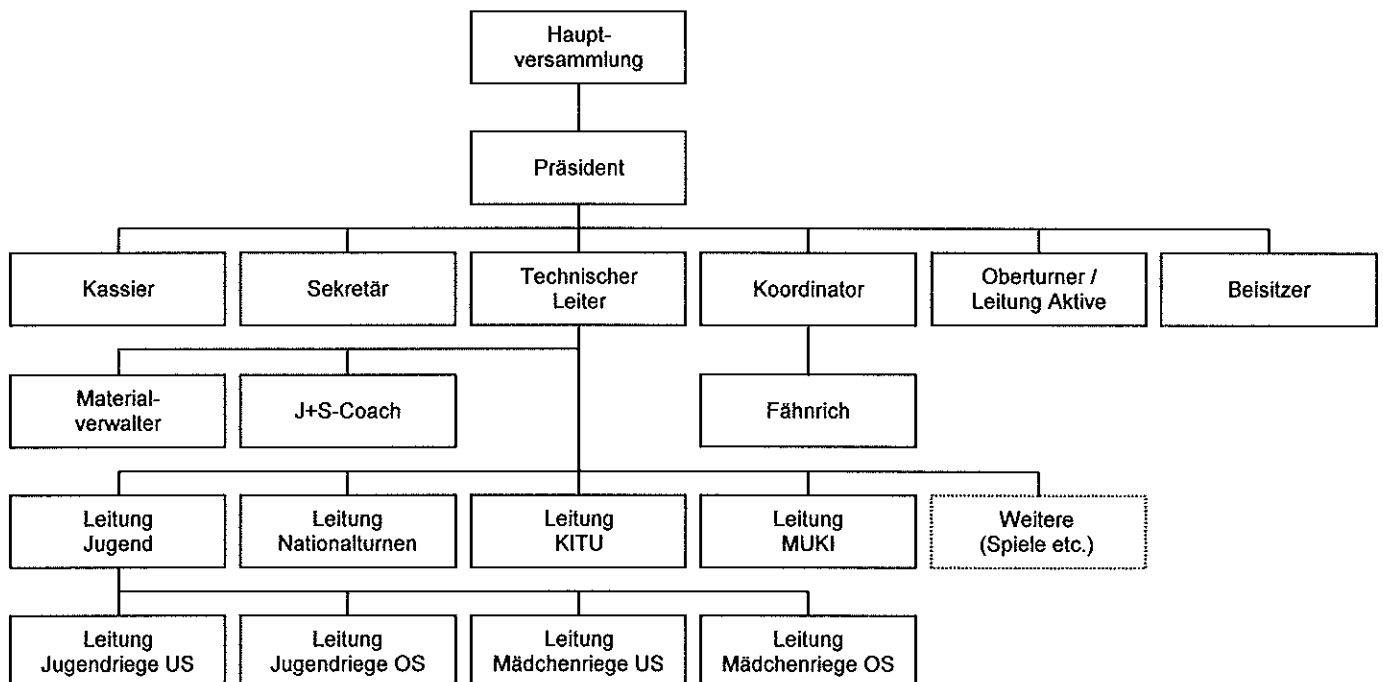 Haupt-
versammlung
Präsident
Kassier
Sekretär
Technischer
Leiter
Koordinator
Oberturner /
Leitung Aktive
Beisitzer
Material-
verwalter
J+S-Coach
Fähnrich
Leitung
Jugend
Leitung
Nationalturnen
Leitung
KITU
Leitung
MUKI
Weitere
(Spiele etc.)
Leitung
Jugendriege US
Leitung
Jugendriege OS
Leitung
Mädchenriege US
Leitung
Mädchenriege OS